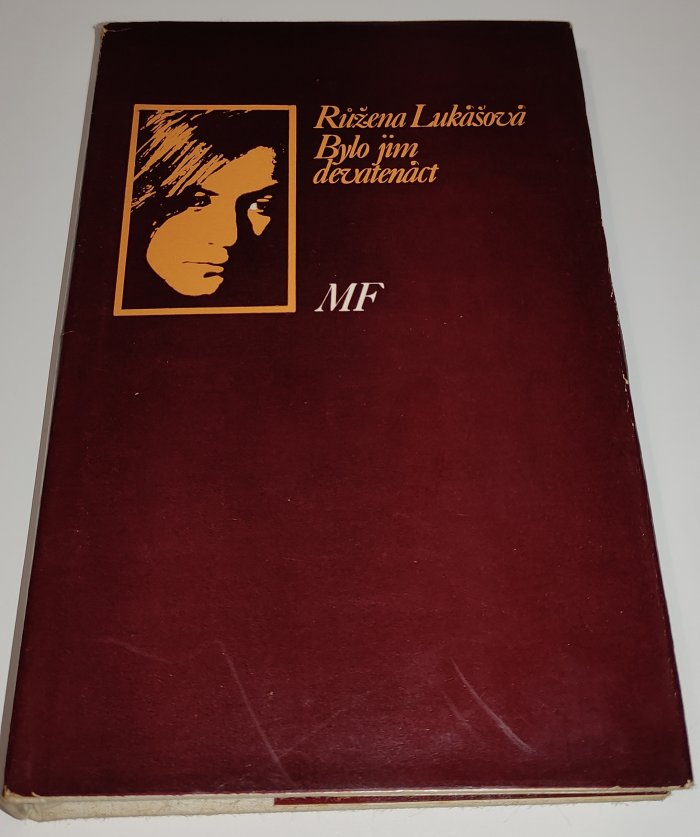 Růžena Lukášová
Bylo jim
devatenáct
MF